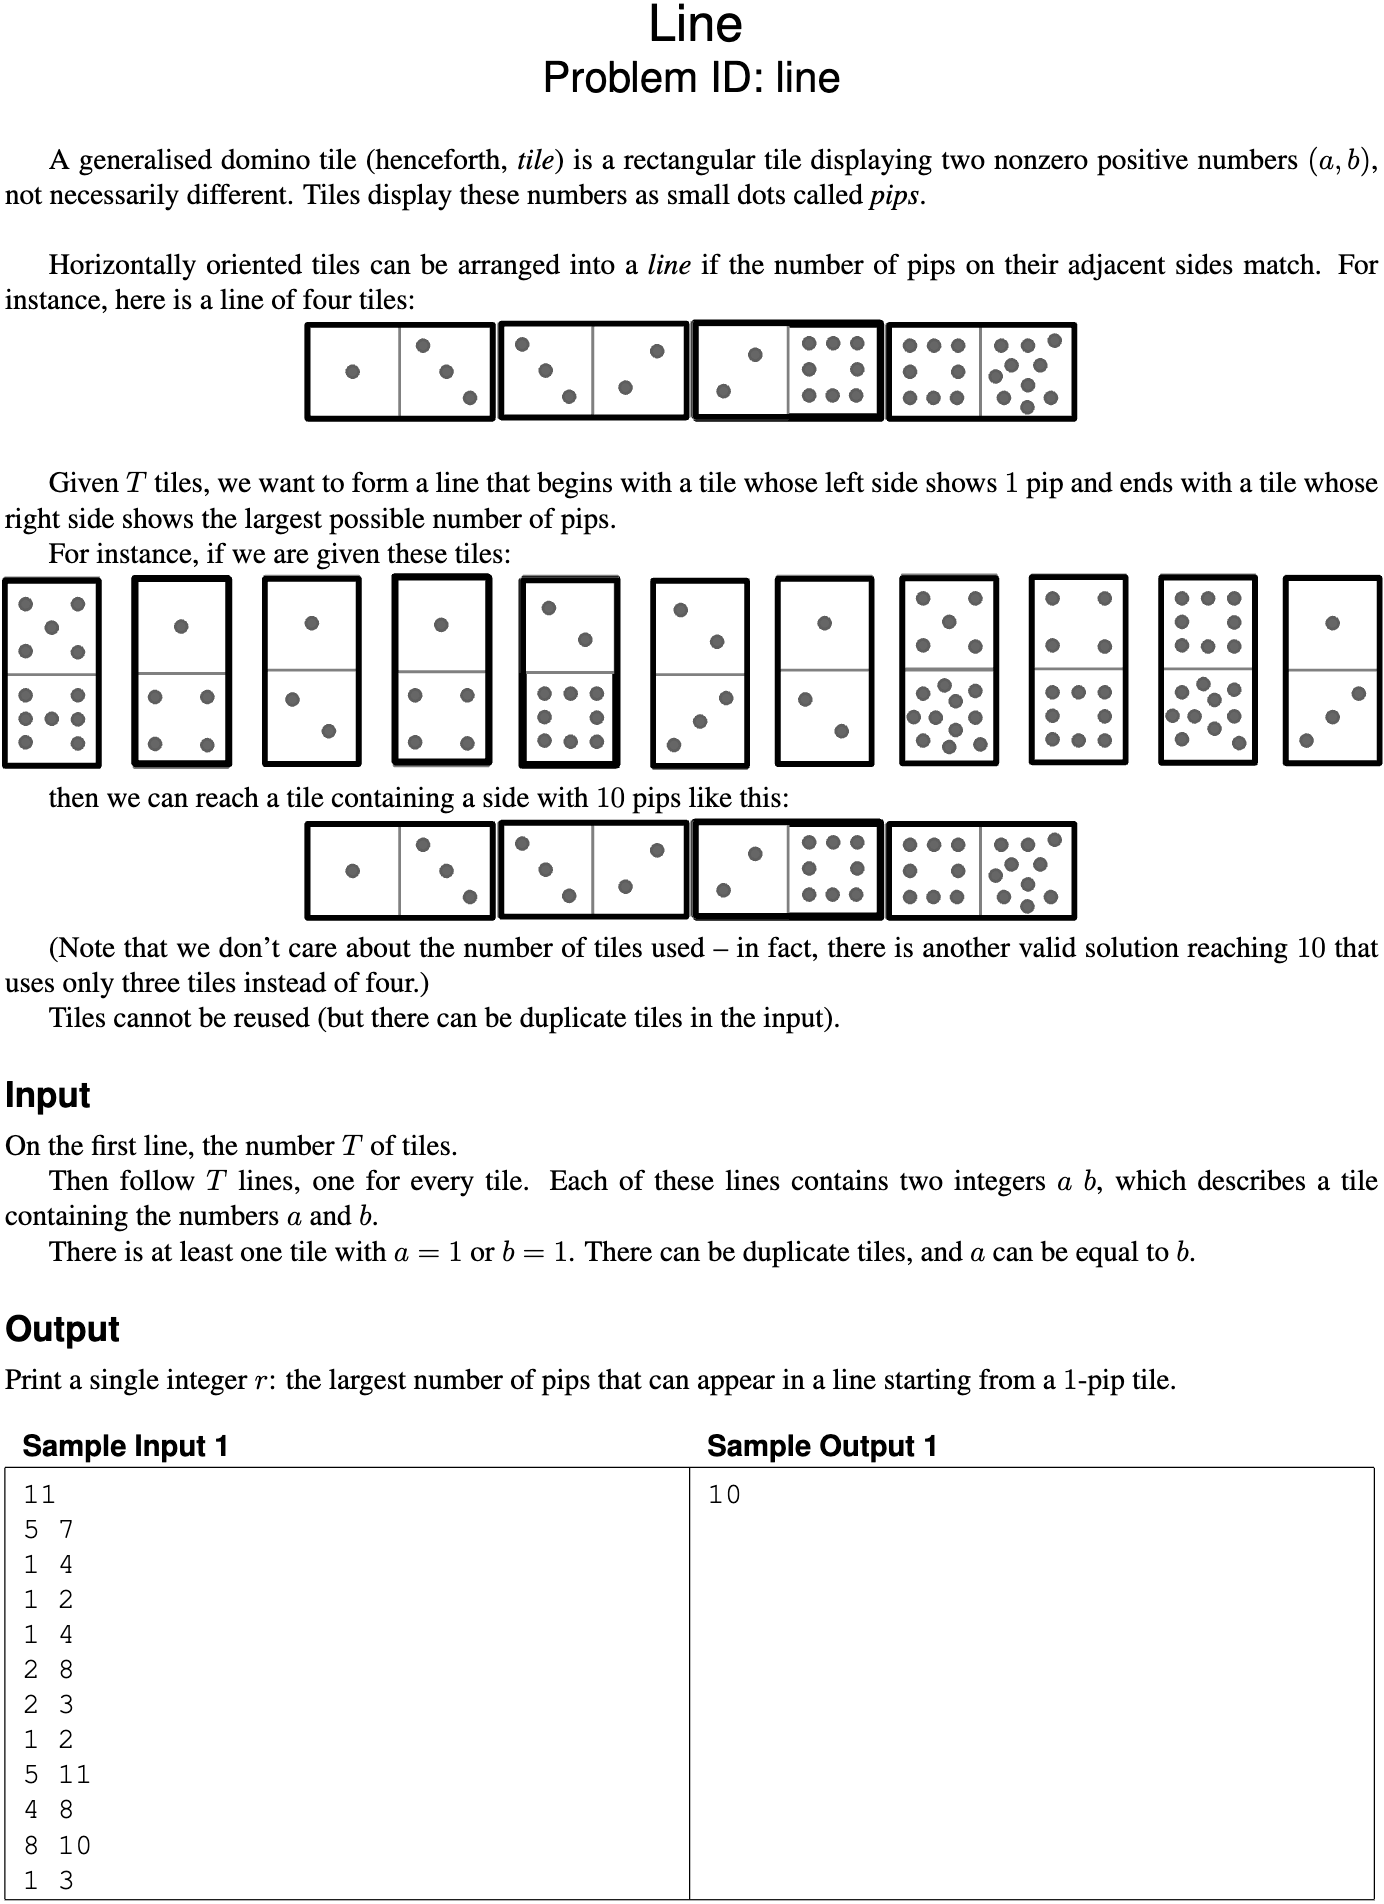 Line
Problem ID: line
A generalised domino tile (henceforth, tile) is a rectangular tile displaying two nonzero positive numbers (a, b),
not necessarily different. Tiles display these numbers as small dots called pips.
Horizontally oriented tiles can be arranged into a line if the number of pips on their adjacent sides match. For
instance, here is a line of four tiles:
Given T tiles, we want to form a line that begins with a tile whose left side shows 1 pip and ends with a tile whose
right side shows the largest possible number of pips.
For instance, if we are given these tiles:
then we can reach a tile containing a side with 10 pips like this:
(Note that we don't care about the number of tiles used – in fact, there is another valid solution reaching 10 that
uses only three tiles instead of four.)
Tiles cannot be reused (but there can be duplicate tiles in the input).
Input
On the first line, the number T of tiles.
Then follow T lines, one for every tile. Each of these lines contains two integers a b, which describes a tile
containing the numbers a and b.
There is at least one tile with a = 1 or b = 1. There can be duplicate tiles, and a can be equal to b.
Output
Print a single integer r: the largest number of pips that can appear in a line starting from a 1-pip tile.
Sample Input 1
Sample Output 1
11
5 7
1 4
1 2
1 4
2 8
2 3
1 2
5 11
4 8
8 10
1 3
10